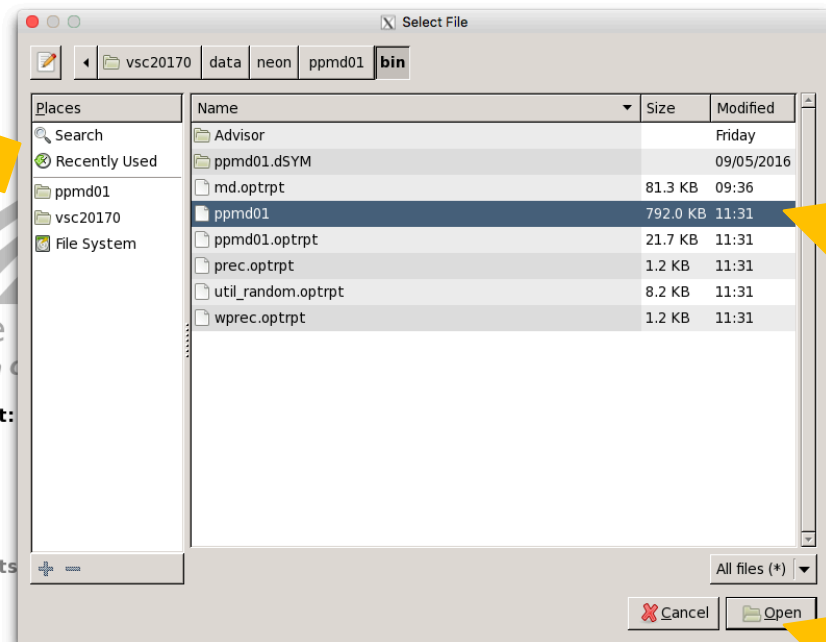 Select File
vsc20170 data neon ppmd01 bin
Places
Search
Recently Used
ppmd01
vsc20170
File System
Name Size Modified
Advisor Friday
ppmd01.dSYM 09/05/2016
md.optrpt 81.3 KB 09:36
ppmd01 792.0 KB 11:31
ppmd01.optrpt 21.7 KB 11:31
prec.optrpt 1.2 KB 11:31
util_random.optrpt 8.2 KB 11:31
wprec.optrpt 1.2 KB 11:31
t:
ts
All files (*)
Cancel Open